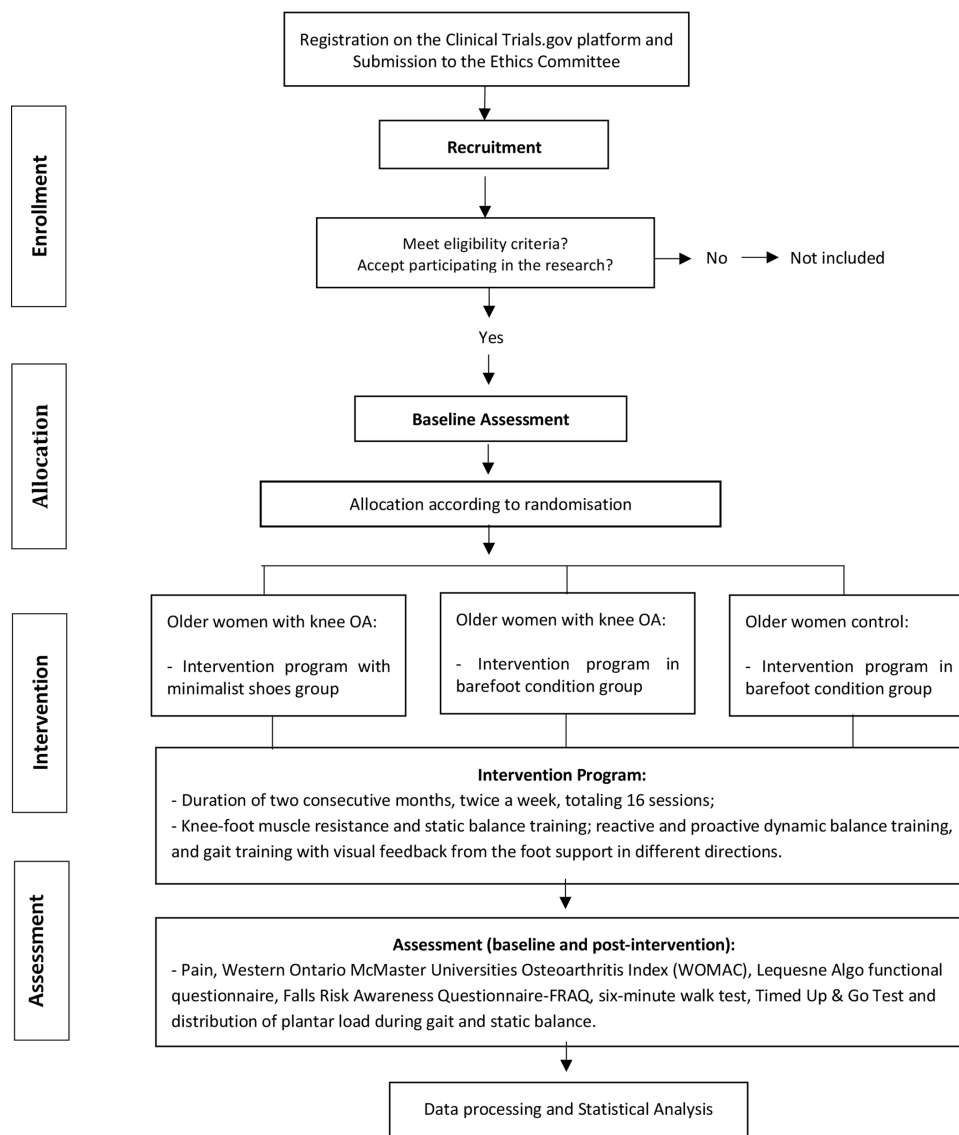 Registration on the Clinical Trials.gov platform and
Submission to the Ethics Committee
Enrollment
Recruitment
Meet eligibility criteria?
Accept participating in the research?
No
Not included
Yes
Allocation
Baseline Assessment
Allocation according to randomisation
Intervention
Older women with knee OA:
- Intervention program with
minimalist shoes group
Older women with knee OA:
- Intervention program in
barefoot condition group
Older women control:
- Intervention program in
barefoot condition group
Intervention Program:
- Duration of two consecutive months, twice a week, totaling 16 sessions;
- Knee-foot muscle resistance and static balance training; reactive and proactive dynamic balance training,
and gait training with visual feedback from the foot support in different directions.
Assessment
Assessment (baseline and post-intervention):
- Pain, Western Ontario McMaster Universities Osteoarthritis Index (WOMAC), Lequesne Algo functional
questionnaire, Falls Risk Awareness Questionnaire-FRAQ, six-minute walk test, Timed Up & Go Test and
distribution of plantar load during gait and static balance.
Data processing and Statistical Analysis